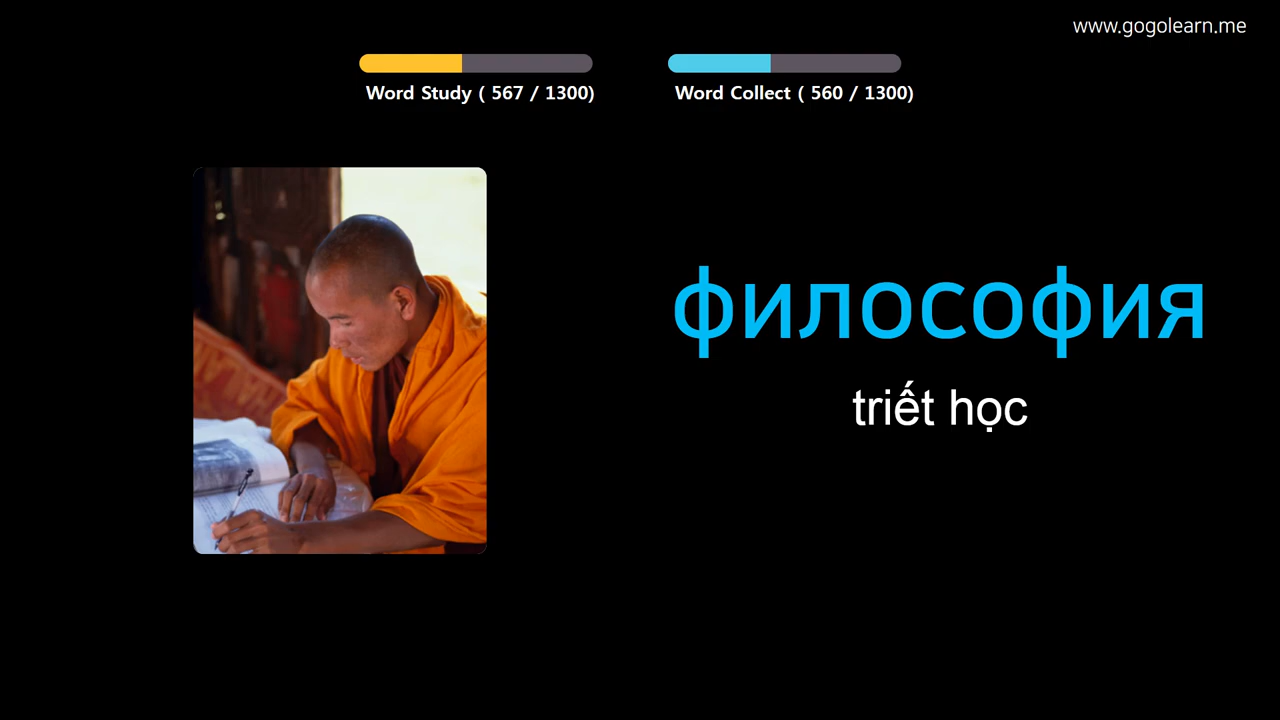 www.gogolearn.me
Word Study ( 567 / 1300)
Word Collect ( 560 / 1300)
философия
triết học